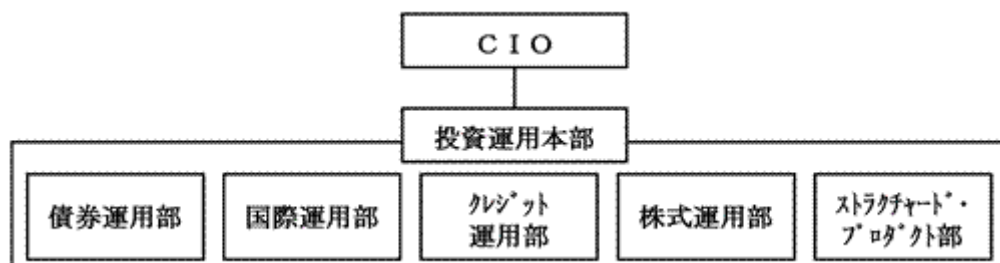 ＣＩＯ
投資運用本部
債券運用部
国際運用部
ｸﾚｼﾞｯﾄ
運用部
株式運用部
ｽﾄﾗｸﾁｬｰﾄﾞ・
ﾌﾟﾛﾀﾞｸﾄ部